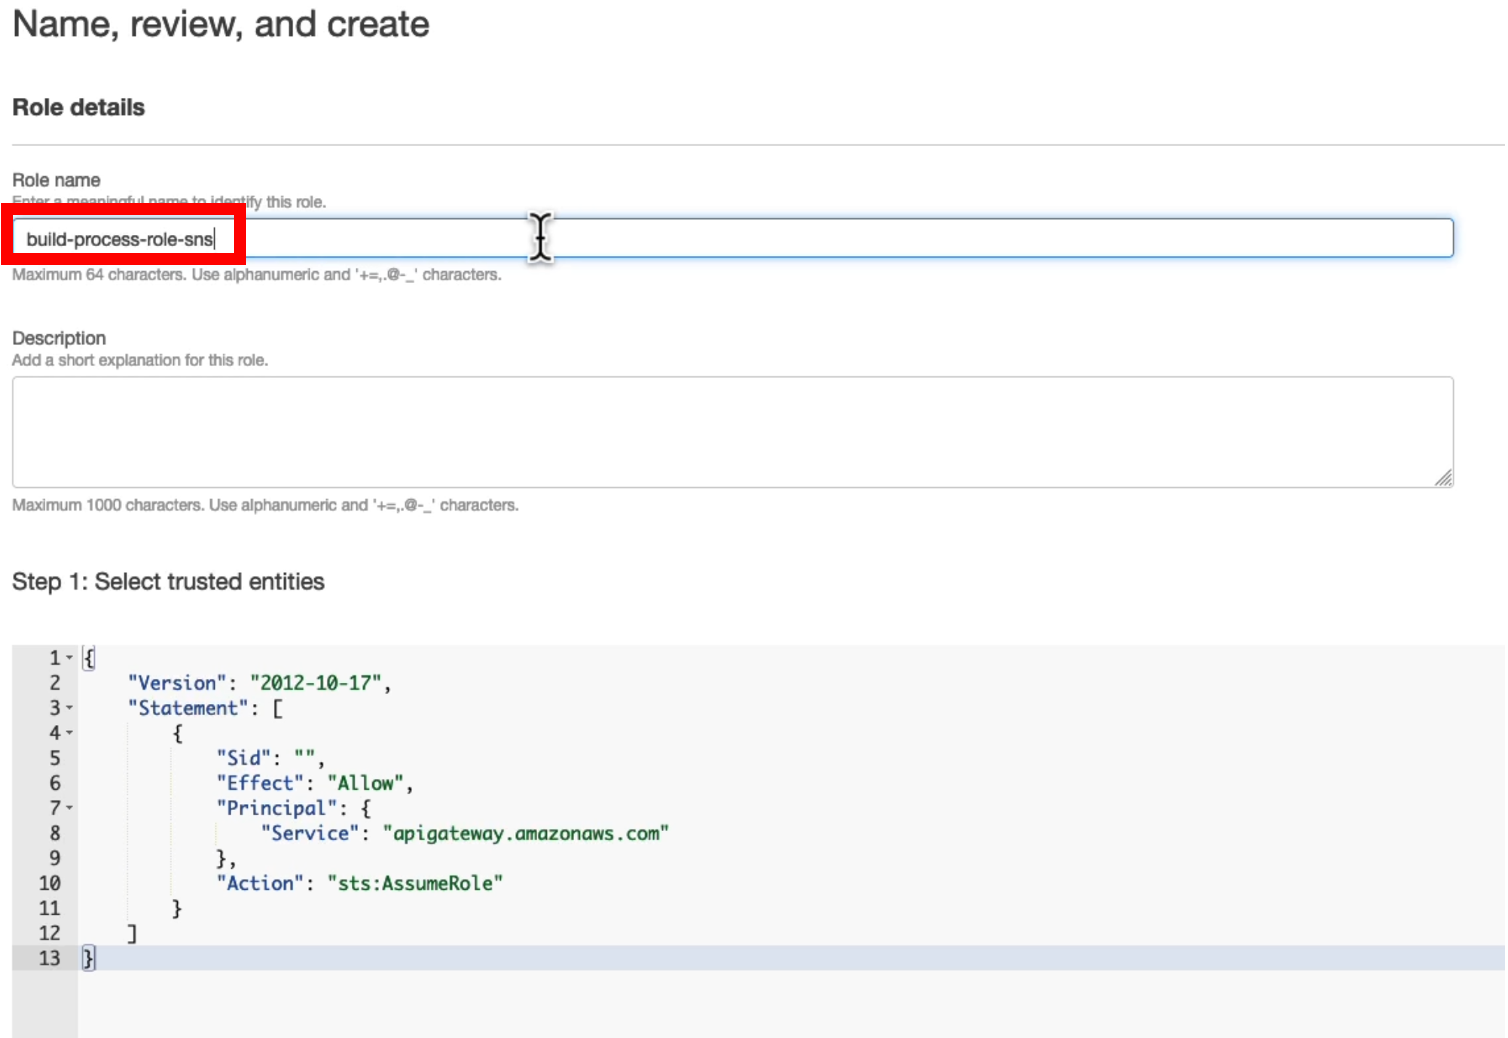 Name, review, and create
Role details
Role name
Enter a meaningful name to identify this role.
build-process-role-sns
Maximum 64 characters. Use alphanumeric and '+=,.@-_' characters.
Description
Add a short explanation for this role.
Maximum 1000 characters. Use alphanumeric and '+=,.@-_' characters.
Step 1: Select trusted entities
1 {
2 "Version": "2012-10-17",
3 "Statement": [
4 {
5 "Sid": "",
6 "Effect": "Allow",
7 "Principal": {
8 "Service": "apigateway.amazonaws.com"
9 },
10 "Action": "sts:AssumeRole"
11 }
12 ]
13 }